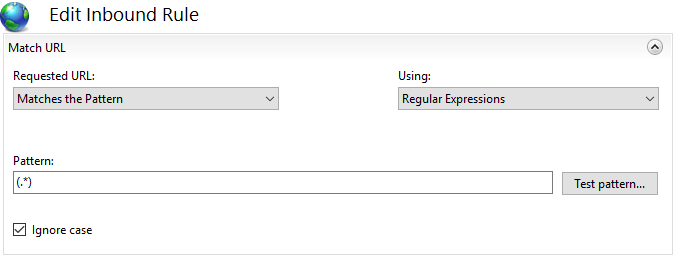 Edit Inbound Rule
Match URL
Requested URL: Using:
Matches the Pattern Regular Expressions
Pattern:
(.*) Test pattern...
Ignore case